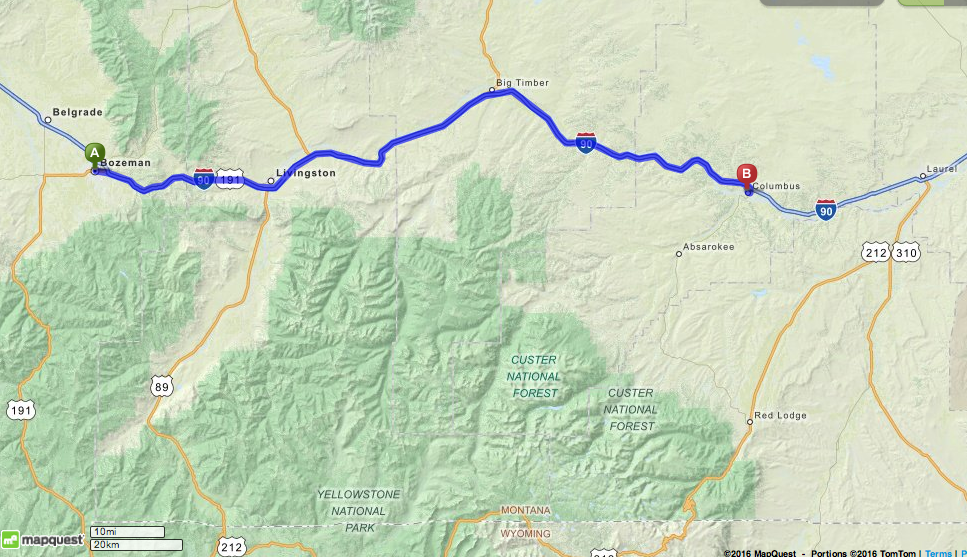 Big Timber
Belgrade
A
Bozeman
90
191
Livingston
90
B
Columbus
Laurel
90
Absarokee
212
310
CUSTER
NATIONAL
FOREST
CUSTER
NATIONAL
FOREST
89
191
Red Lodge
YELLOWSTONE
NATIONAL
PARK
MONTANA
WYOMING
10mi
20km
mapquest
212
©2016 MapQuest - Portions ©2016 TomTom | Terms |